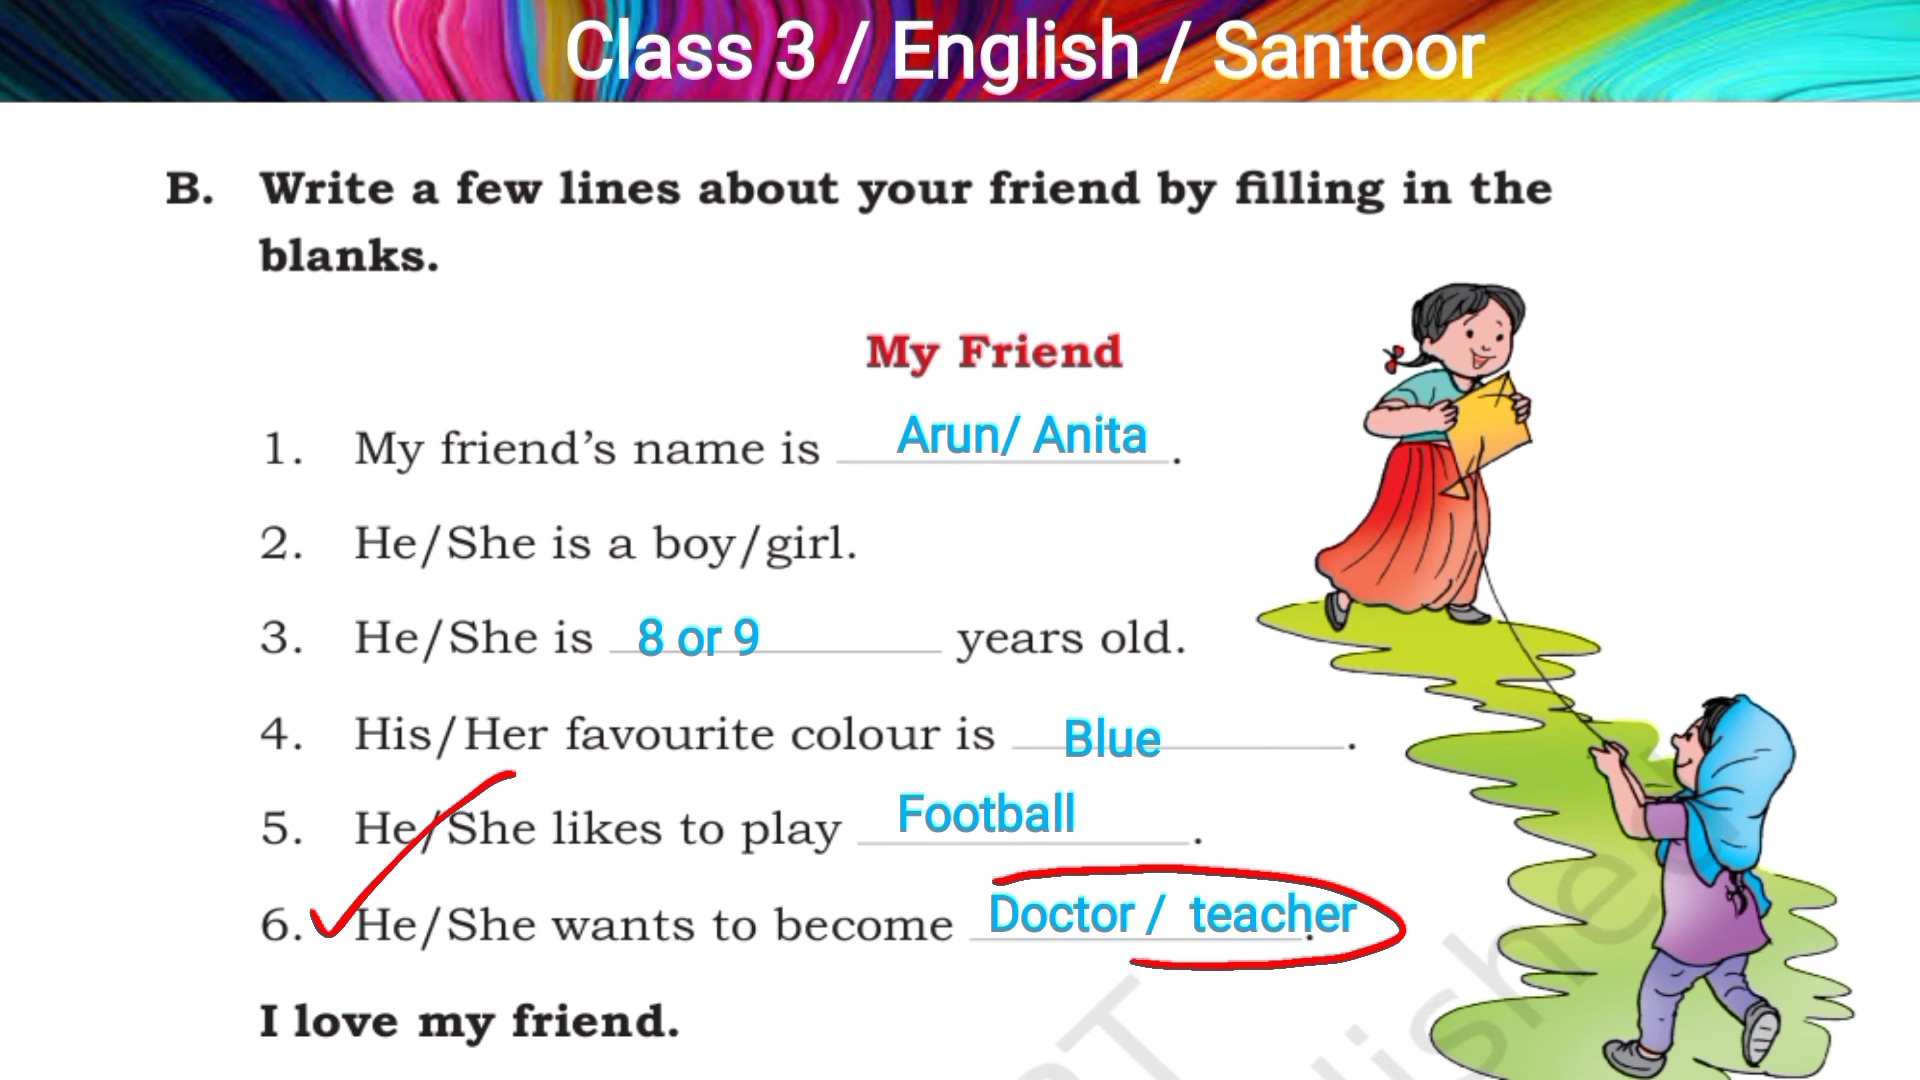 Class 3 / English / Santoor
B. Write a few lines about your friend by filling in the
blanks.
My Friend
1. My friend’s name is Arun/ Anita .
2. He/She is a boy/girl.
3. He/She is 8 or 9 years old.
4. His/Her favourite colour is Blue .
5. He/She likes to play Football .
6. He/She wants to become Doctor / teacher .
I love my friend.